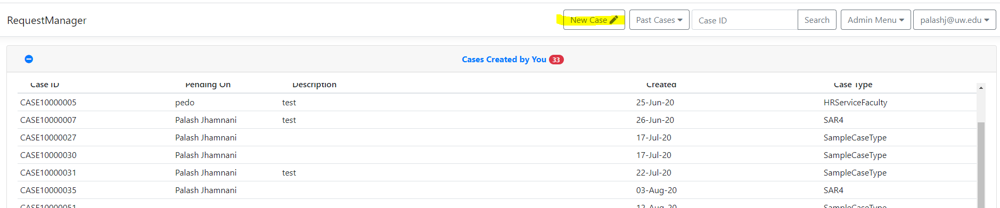 RequestManager New Case Past Cases Case ID Search Admin Menu palashj@uw.edu
Cases Created by You 33
Case ID Pending On Description Created Case Type
CASE10000005 pedo test 25-Jun-20 HRServiceFaculty
CASE10000007 Palash Jhamnani test 26-Jun-20 SAR4
CASE10000027 Palash Jhamnani 17-Jul-20 SampleCaseType
CASE10000030 Palash Jhamnani 17-Jul-20 SampleCaseType
CASE10000031 Palash Jhamnani test 22-Jul-20 SampleCaseType
CASE10000035 Palash Jhamnani 03-Aug-20 SAR4
CASE10000051 12-Aug-20